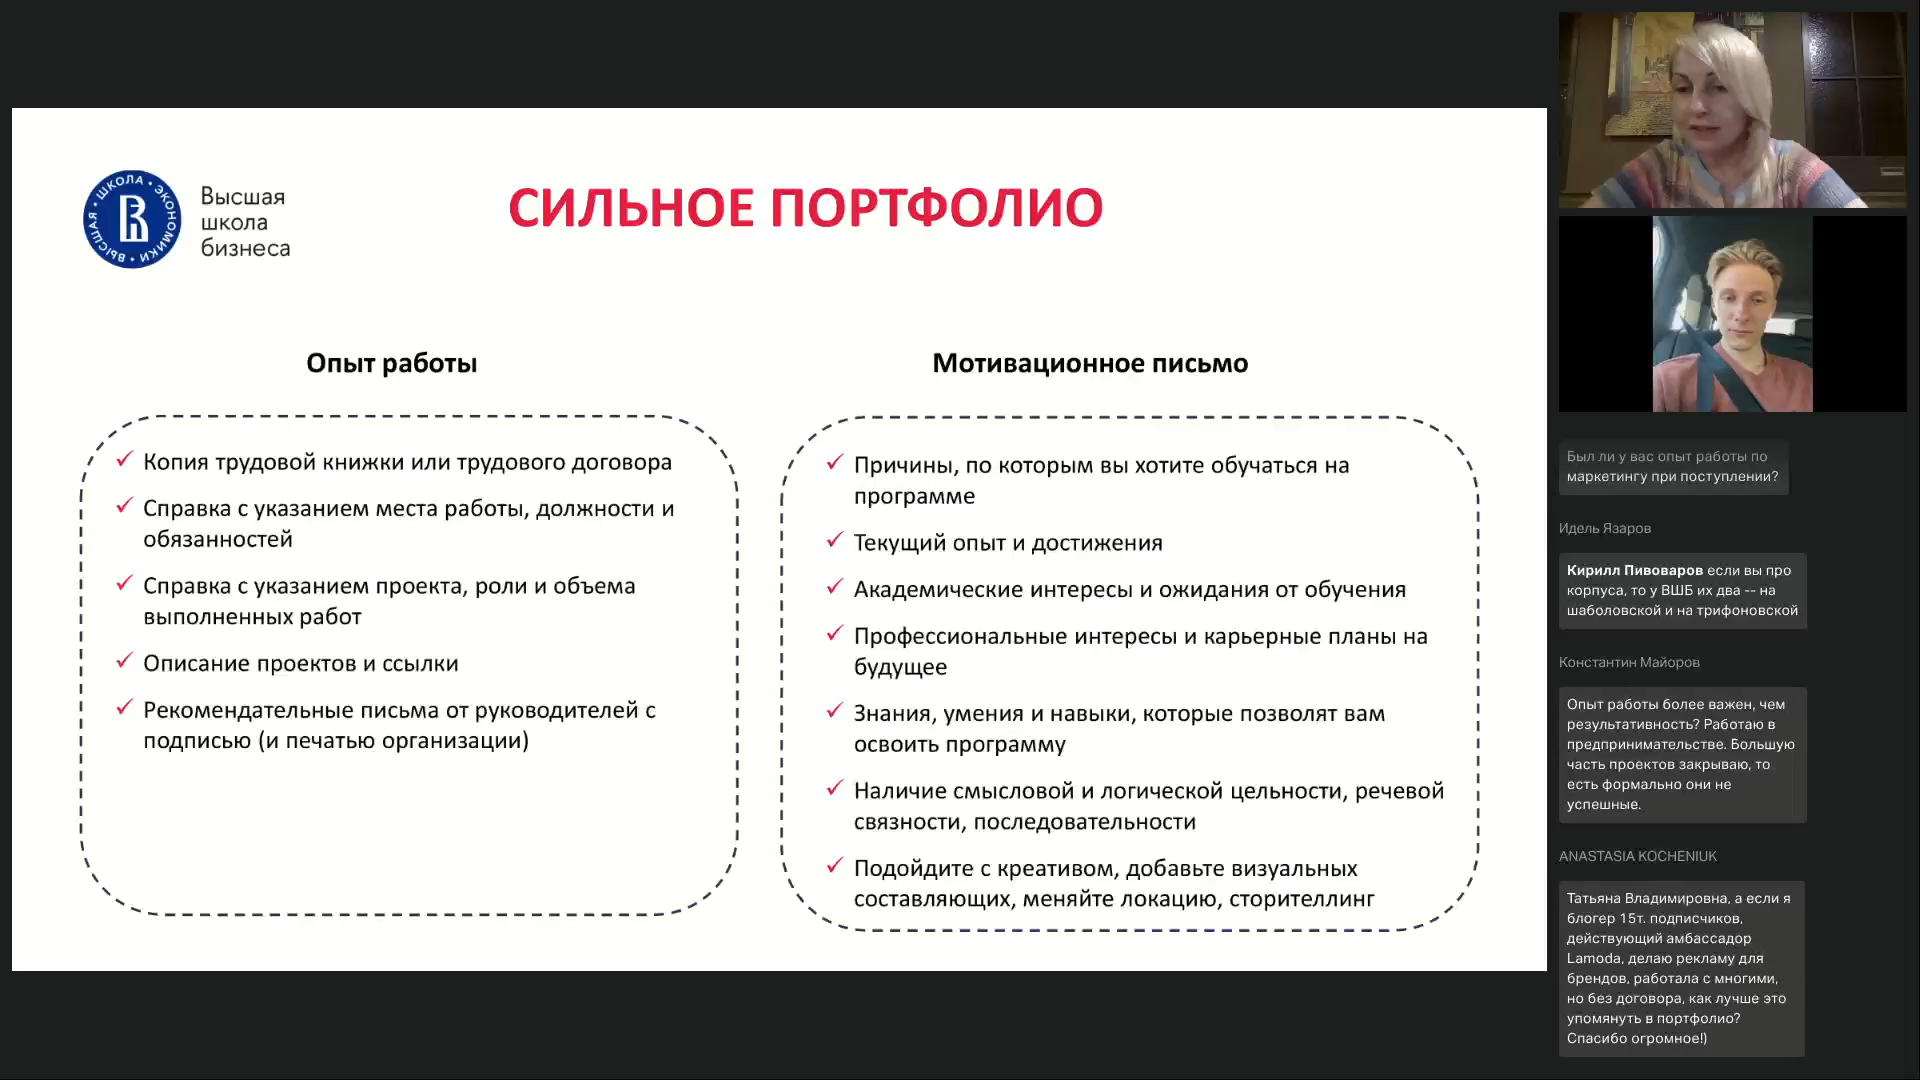 ВЫСШАЯ • ШКОЛА • ЭКОНОМИКИ •
Высшая
школа
бизнеса
СИЛЬНОЕ ПОРТФОЛИО
Опыт работы
Копия трудовой книжки или трудового договора
Справка с указанием места работы, должности и
обязанностей
Справка с указанием проекта, роли и объема
выполненных работ
Описание проектов и ссылки
Рекомендательные письма от руководителей с
подписью (и печатью организации)
Мотивационное письмо
Причины, по которым вы хотите обучаться на
программе
Текущий опыт и достижения
Академические интересы и ожидания от обучения
Профессиональные интересы и карьерные планы на
будущее
Знания, умения и навыки, которые позволят вам
освоить программу
Наличие смысловой и логической цельности, речевой
связности, последовательности
Подойдите с креативом, добавьте визуальных
составляющих, меняйте локацию, сторителлинг
Был ли у вас опыт работы по
маркетингу при поступлении?
Идель Язаров
Кирилл Пивоваров если вы про
корпуса, то у ВШБ их два -- на
шаболовской и на трифоновской
Константин Майоров
Опыт работы более важен, чем
результативность? Работаю в
предпринимательстве. Большую
часть проектов закрываю, то
есть формально они не
успешные.
ANASTASIA KOCHENIUK
Татьяна Владимировна, а если я
блогер 15т. подписчиков,
действующий амбассадор
Lamoda, делаю рекламу для
брендов, работала с многими,
но без договора, как лучше это
упомянуть в портфолио?
Спасибо огромное!)